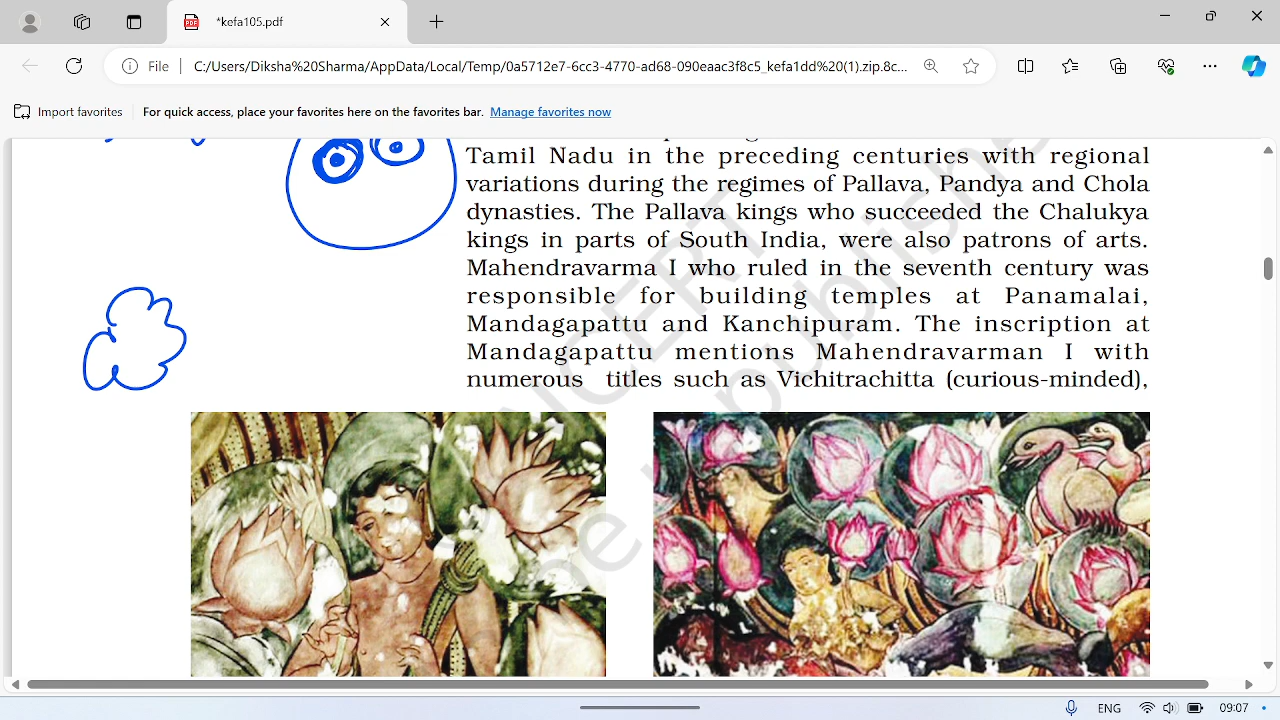 *kefa105.pdf
File
C:/Users/Diksha%20Sharma/AppData/Local/Temp/0a5712e7-6cc3-4770-ad68-090eaac3f8c5_kefa1dd%20(1).zip.8c...
Import favorites
For quick access, place your favorites here on the favorites bar. Manage favorites now
Tamil Nadu in the preceding centuries with regional
variations during the regimes of Pallava, Pandya and Chola
dynasties. The Pallava kings who succeeded the Chalukya
kings in parts of South India, were also patrons of arts.
Mahendravarma I who ruled in the seventh century was
responsible for building temples at Panamalai,
Mandagapattu and Kanchipuram. The inscription at
Mandagapattu mentions Mahendravarman I with
numerous titles such as Vichitrachitta (curious-minded),
NCERT
be republished
ENG
09:07